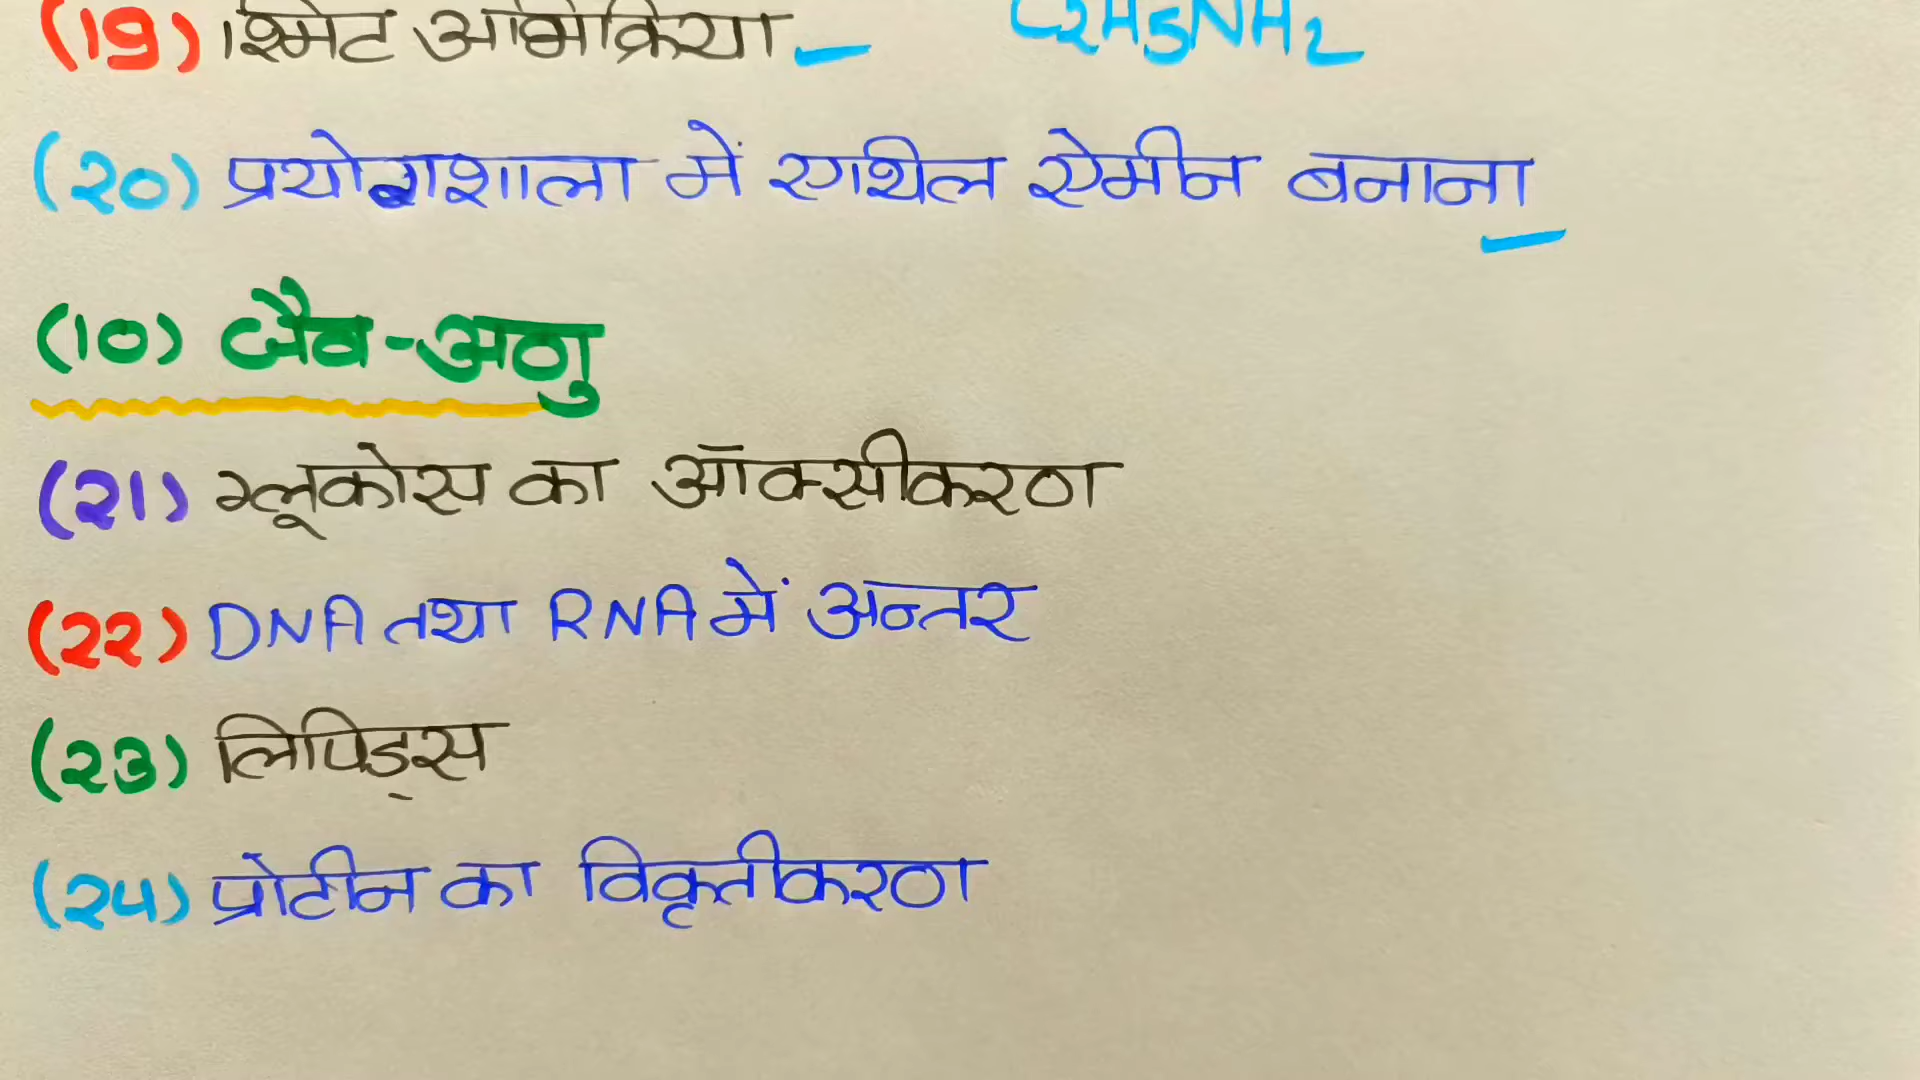 (19) श्मिट अभिक्रिया – C2H5NH2
(20) प्रयोगशाला में एथिल ऐमीन बनाना
(10) जैव-अणु
(21) ग्लूकोस का ऑक्सीकरण
(22) DNA तथा RNA में अन्तर
(23) लिपिड्स
(24) प्रोटीन का विकृतीकरण